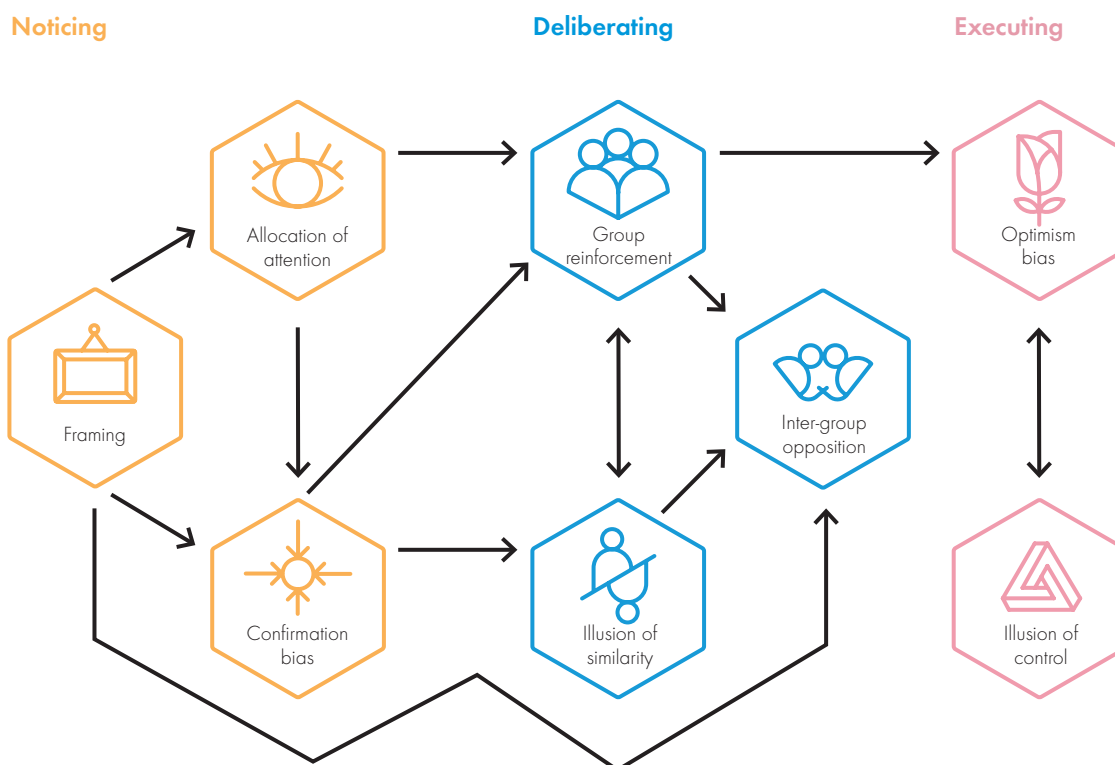 Noticing
Deliberating
Executing
Allocation of
attention
Group
reinforcement
Optimism
bias
Framing
Inter-group
opposition
Confirmation
bias
Illusion of
similarity
Illusion of
control